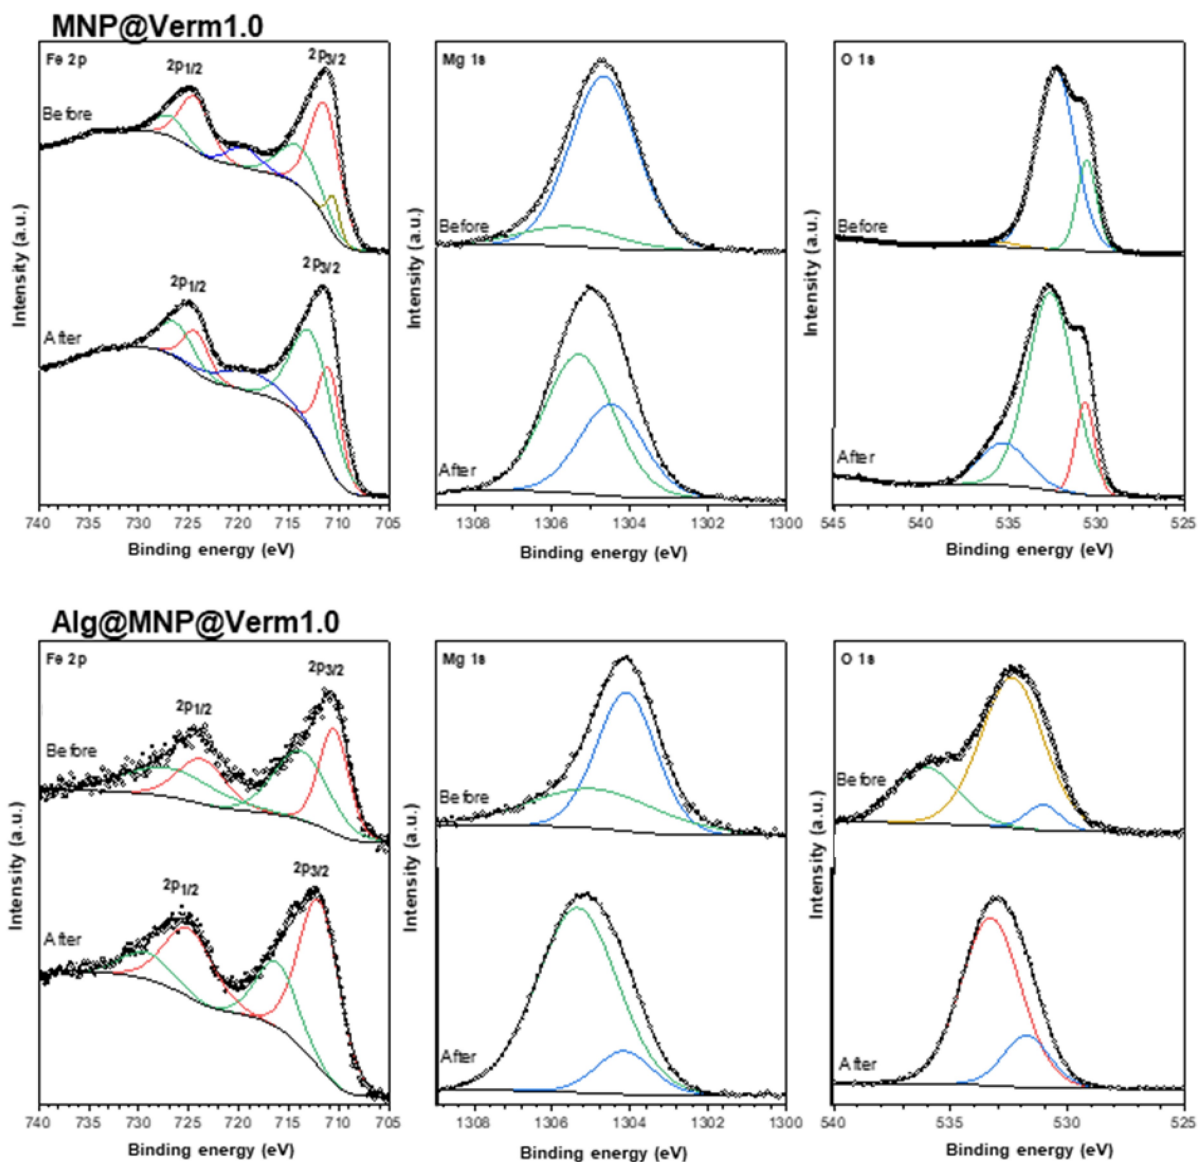 MNP@Verm1.0
Fe 2p
2p1/2
2p3/2
Before
2p1/2
2p3/2
After
Intensity (a.u.)
740 735 730 725 720 715 710 705
Binding energy (eV)
Mg 1s
Before
After
Intensity (a.u.)
1308 1306 1304 1302 1300
Binding energy (eV)
O 1s
Before
After
Intensity (a.u.)
545 540 535 530 525
Binding energy (eV)
Alg@MNP@Verm1.0
Fe 2p
2p1/2
2p3/2
Before
2p1/2
2p3/2
After
Intensity (a.u.)
740 735 730 725 720 715 710 705
Binding energy (eV)
Mg 1s
Before
After
Intensity (a.u.)
1308 1306 1304 1302 1300
Binding energy (eV)
O 1s
Before
After
Intensity (a.u.)
540 535 530 525
Binding energy (eV)